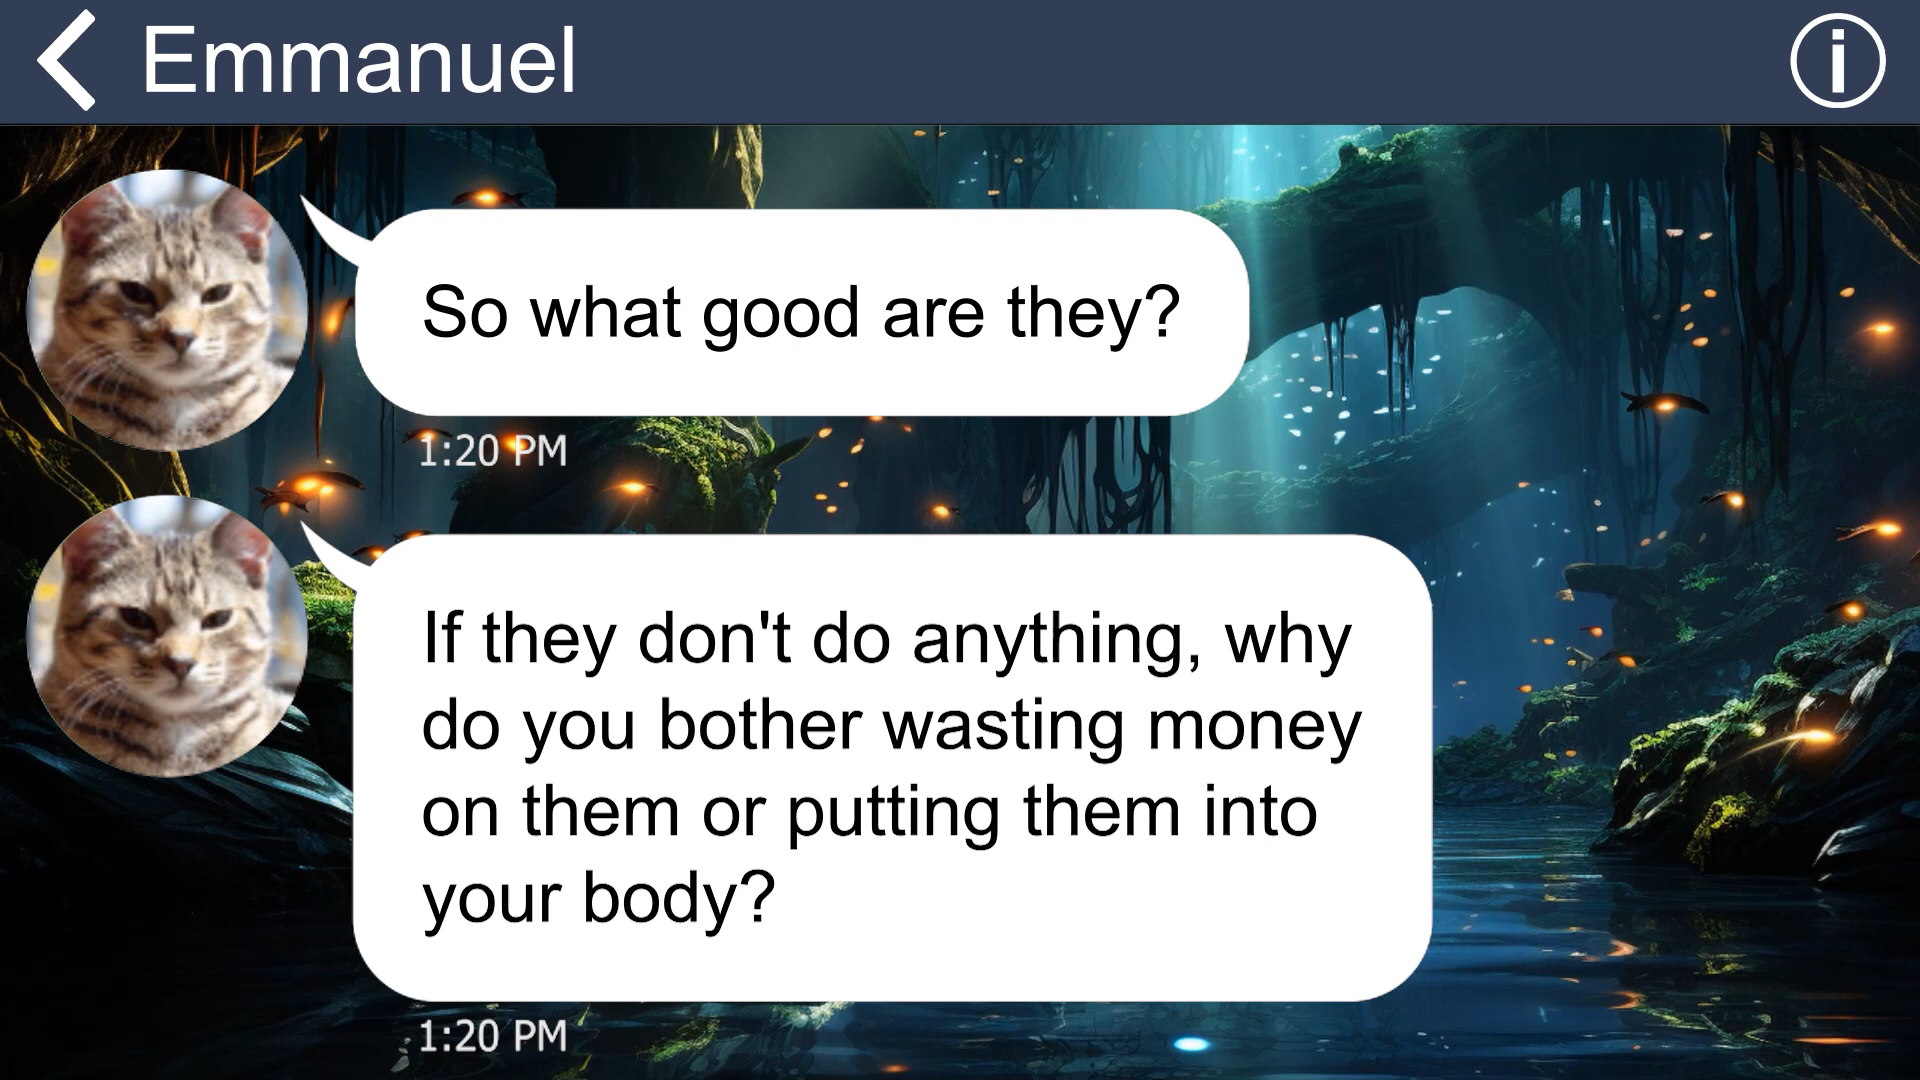 Emmanuel
So what good are they?
1:20 PM
If they don't do anything, why
do you bother wasting money
on them or putting them into
your body?
1:20 PM